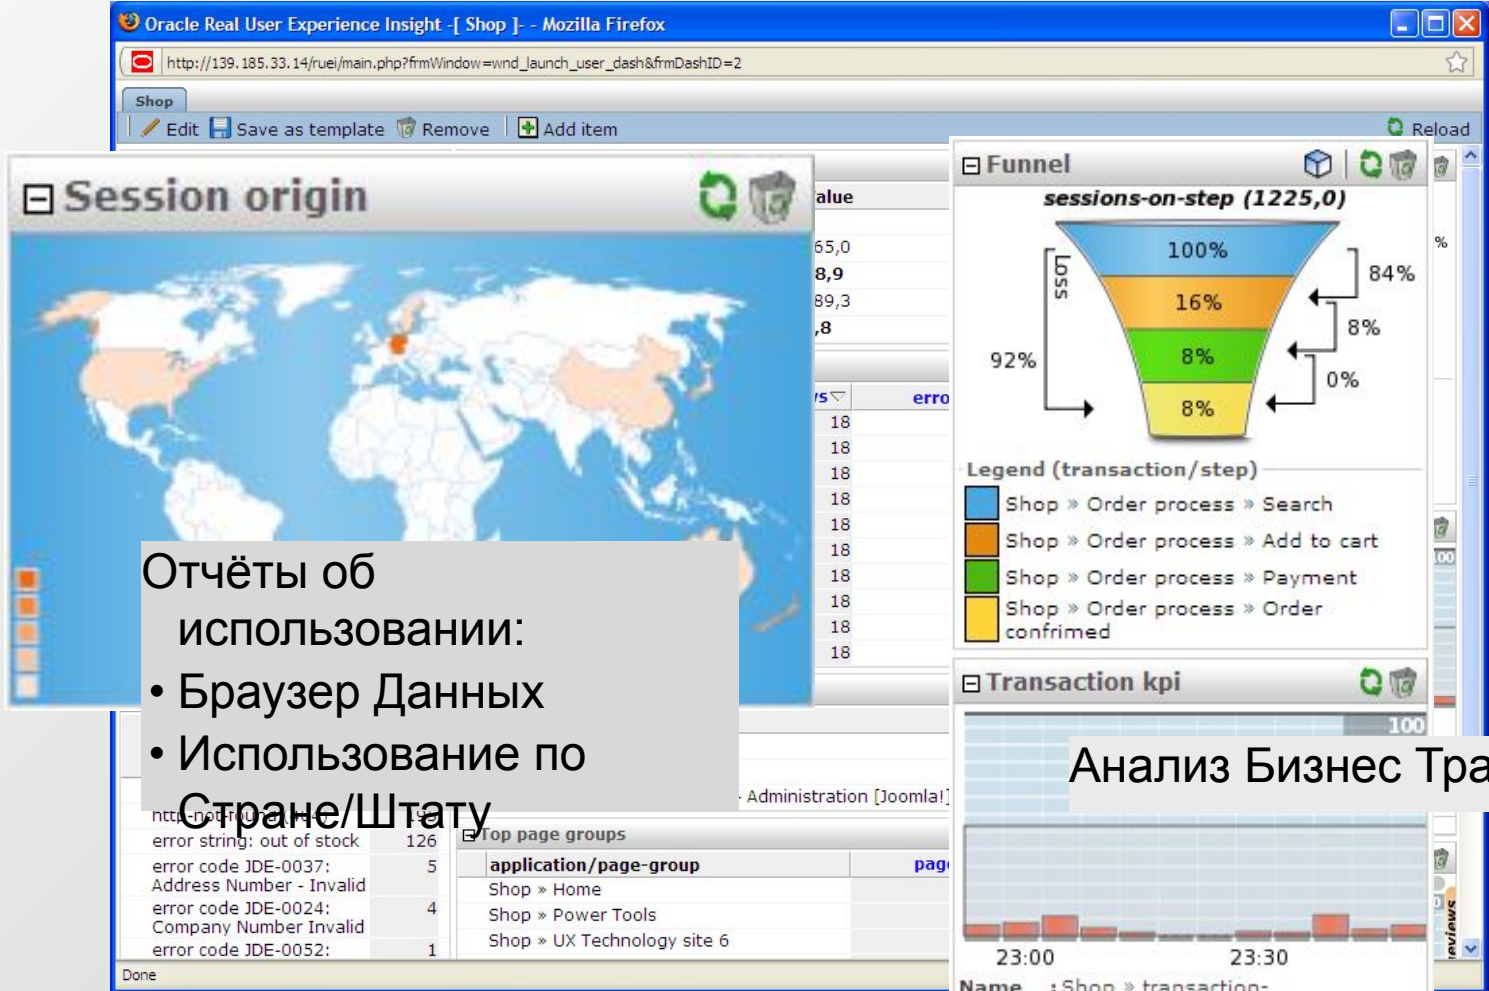 Oracle Real User Experience Insight -[ Shop ]- - Mozilla Firefox
http://139.185.33.14/ruei/main.php?frmWindow=wnd_launch_user_dash&frmDashID=2
Shop
Edit Save as template Remove Add item Reload
Session origin
Отчёты об
использовании:
• Браузер Данных
• Использование по
Стране/Штату
alue
65,0
8,9
89,3
,8
erro
18
18
18
18
18
18
18
18
18
18
- Administration [Joomla!]
error string: out of stock 126
error code JDE-0037: 5
Address Number - Invalid
error code JDE-0024: 4
Company Number Invalid
error code JDE-0052: 1
Top page groups
application/page-group pag
Shop » Home
Shop » Power Tools
Shop » UX Technology site 6
Done
Funnel
sessions-on-step (1225,0)
Loss
100%
84%
16%
8%
92%
8%
0%
8%
Legend (transaction/step)
Shop » Order process » Search
Shop » Order process » Add to cart
Shop » Order process » Payment
Shop » Order process » Order
confrimed
%
Transaction kpi
100
Анализ Бизнес Тра
23:00 23:30
Name : Shop » transaction-
eviews